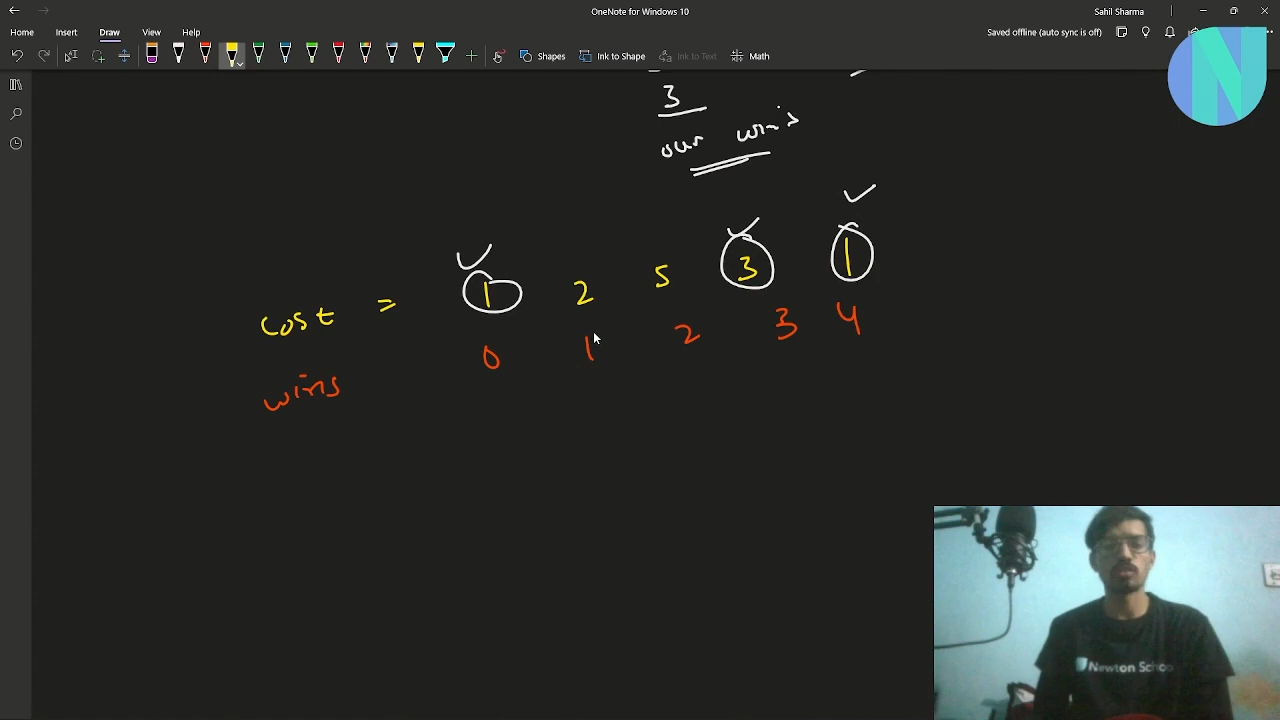 OneNote for Windows 10
Sahil Sharma
Home Insert Draw View Help
Saved offline (auto sync is off)
Shapes Ink to Shape Ink to Text Math
3
our wins
cost = 1 2 5 3 1
wins 0 1 2 3 4
N
Newton Schoo